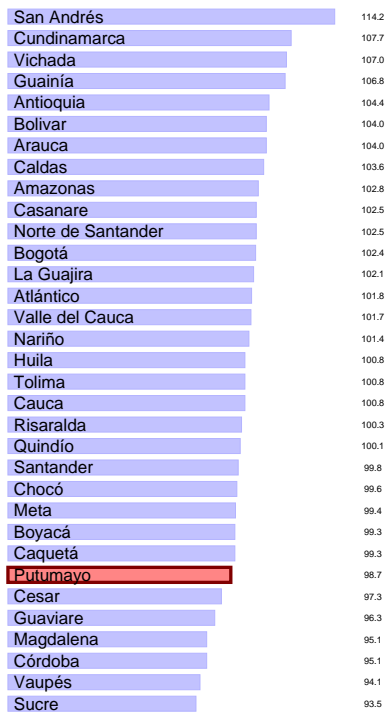 San Andrés 114.2
Cundinamarca 107.7
Vichada 107.0
Guainía 106.8
Antioquia 104.4
Bolivar 104.0
Arauca 104.0
Caldas 103.6
Amazonas 102.8
Casanare 102.5
Norte de Santander 102.5
Bogotá 102.4
La Guajira 102.1
Atlántico 101.8
Valle del Cauca 101.7
Nariño 101.4
Huila 100.8
Tolima 100.8
Cauca 100.8
Risaralda 100.3
Quindío 100.1
Santander 99.8
Chocó 99.6
Meta 99.4
Boyacá 99.3
Caquetá 99.3
Putumayo 98.7
Cesar 97.3
Guaviare 96.3
Magdalena 95.1
Córdoba 95.1
Vaupés 94.1
Sucre 93.5